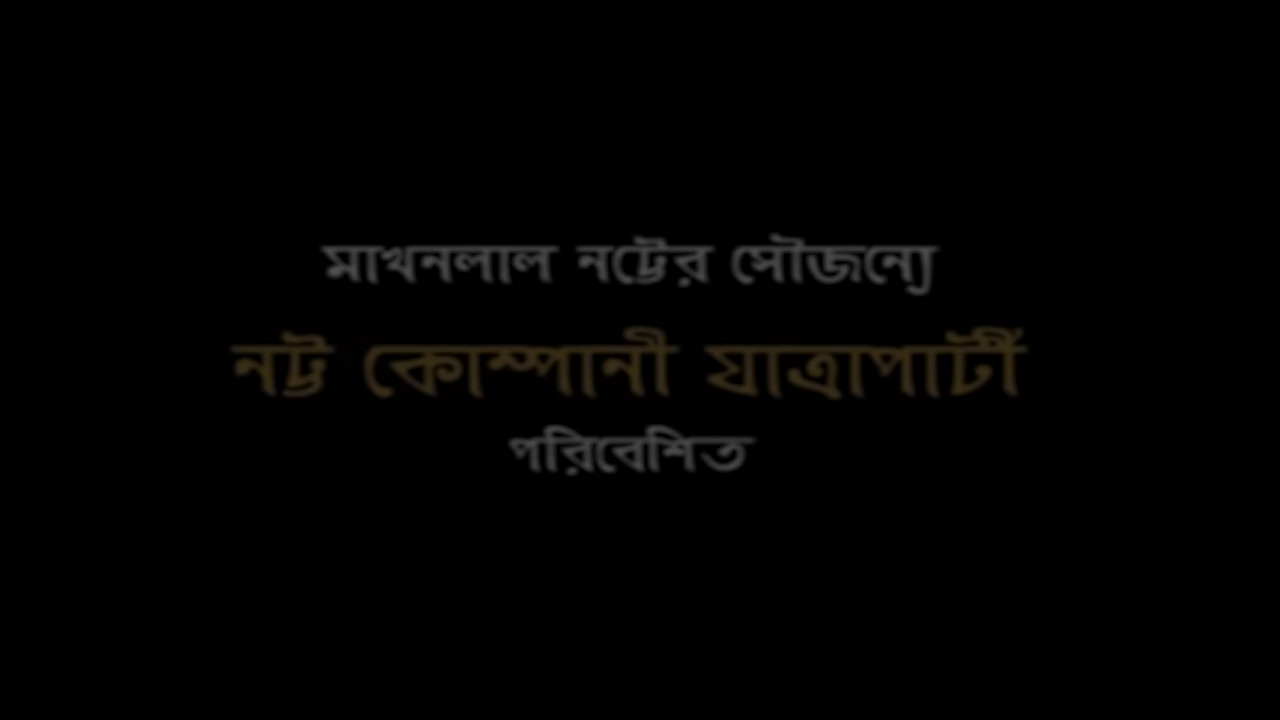 মাখনলাল নট্টের সৌজন্যে
নট্ট কোম্পানী যাত্রাপার্টী
পরিবেশিত